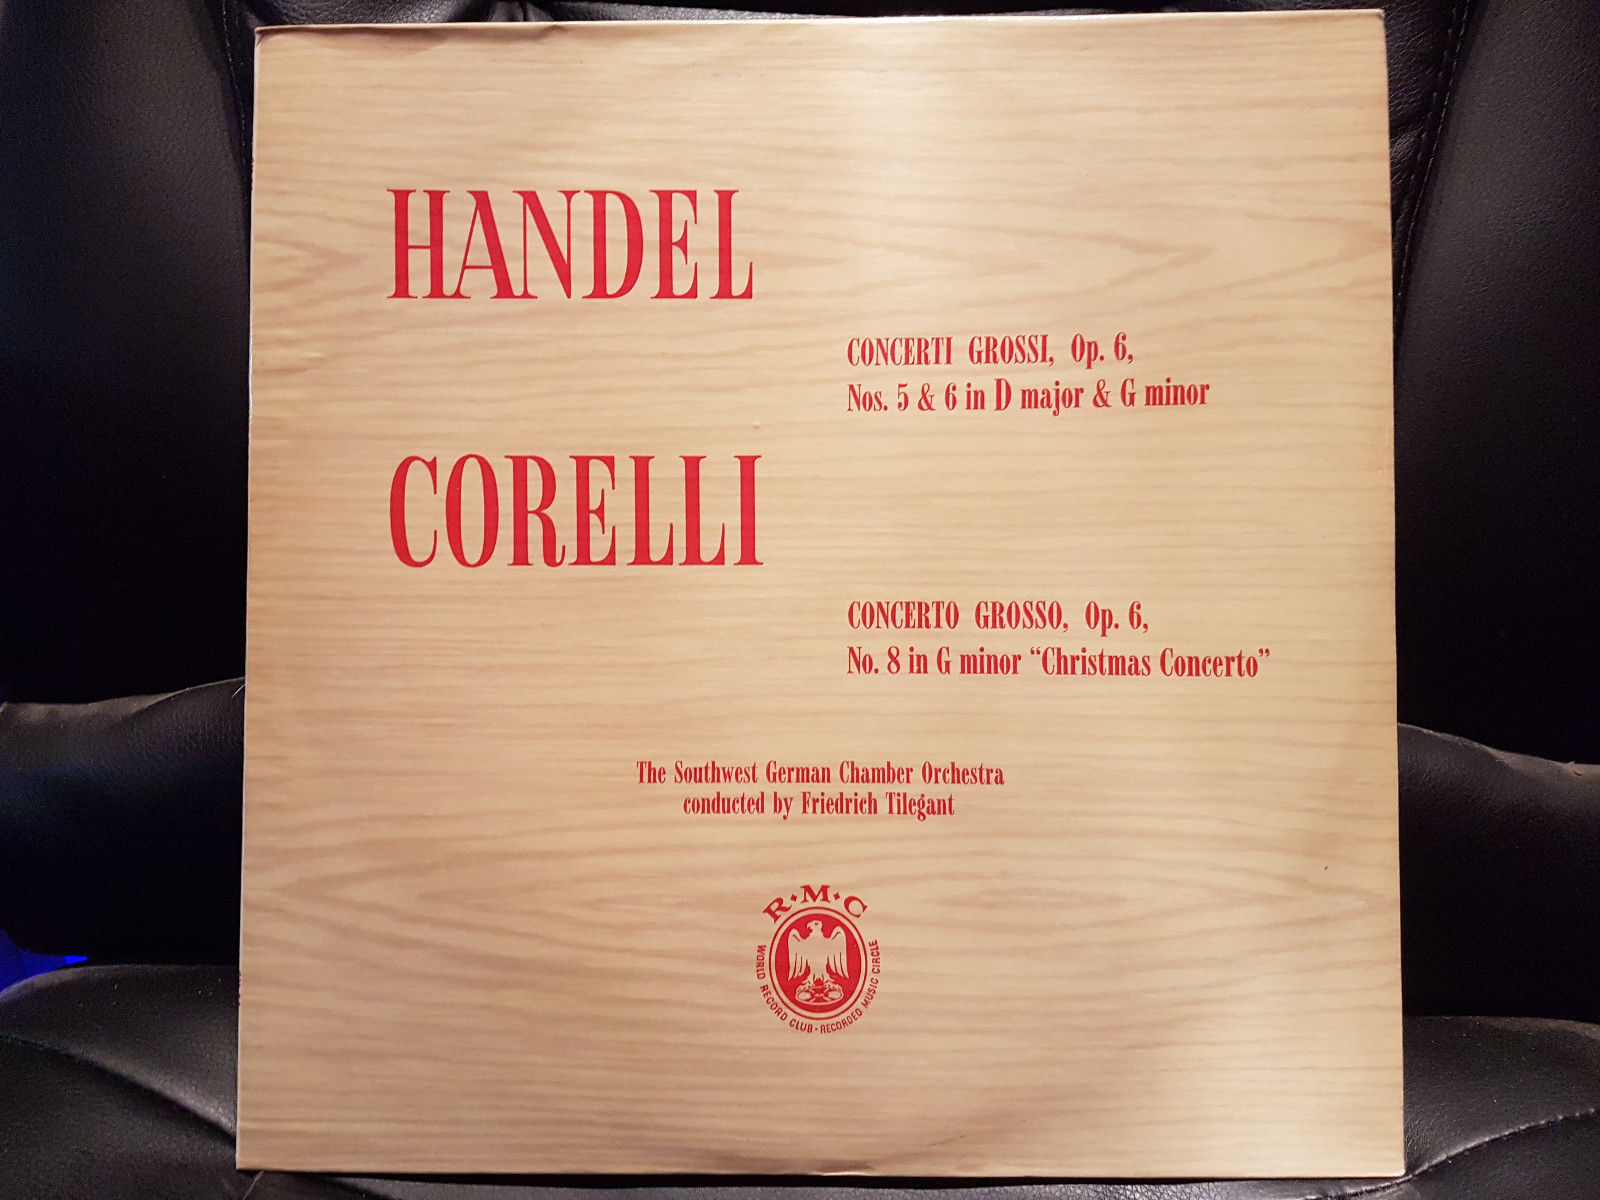 HANDEL
CONCERTI GROSSI, Op. 6,
Nos. 5 & 6 in D major & G minor
CORELLI
CONCERTO GROSSO, Op. 6,
No. 8 in G minor “Christmas Concerto”
The Southwest German Chamber Orchestra
conducted by Friedrich Tilegant
R·M·C
WORLD RECORD CLUB · RECORDED MUSIC CIRCLE